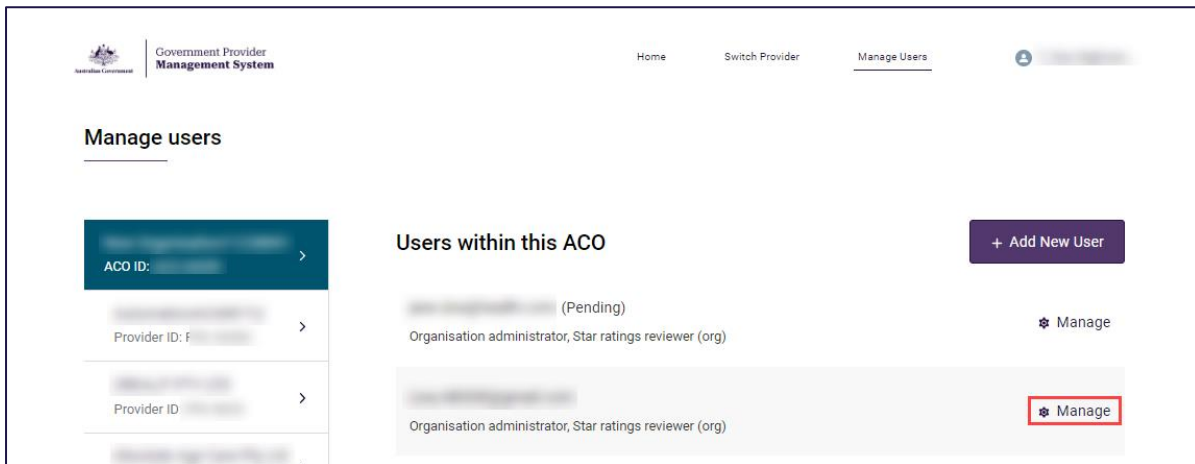 Australian Government
Government Provider
Management System
Home
Switch Provider
Manage Users
Manage users
ACO ID:
Provider ID:
Provider ID
Users within this ACO
+ Add New User
(Pending)
Organisation administrator, Star ratings reviewer (org)
Manage
Organisation administrator, Star ratings reviewer (org)
Manage